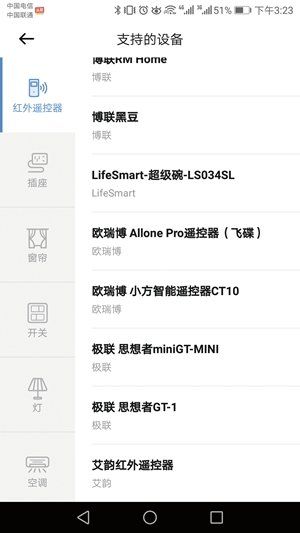 中国电信
中国联通
51%
下午3:23
支持的设备
博联RM Home
博联
博联黑豆
博联
LifeSmart-超级碗-LS034SL
LifeSmart
欧瑞博 Allone Pro遥控器（飞碟）
欧瑞博
欧瑞博 小方智能遥控器CT10
欧瑞博
极联 思想者miniGT-MINI
极联
极联 思想者GT-1
极联
艾韵红外遥控器
艾韵
红外遥控器
插座
窗帘
开关
灯
空调